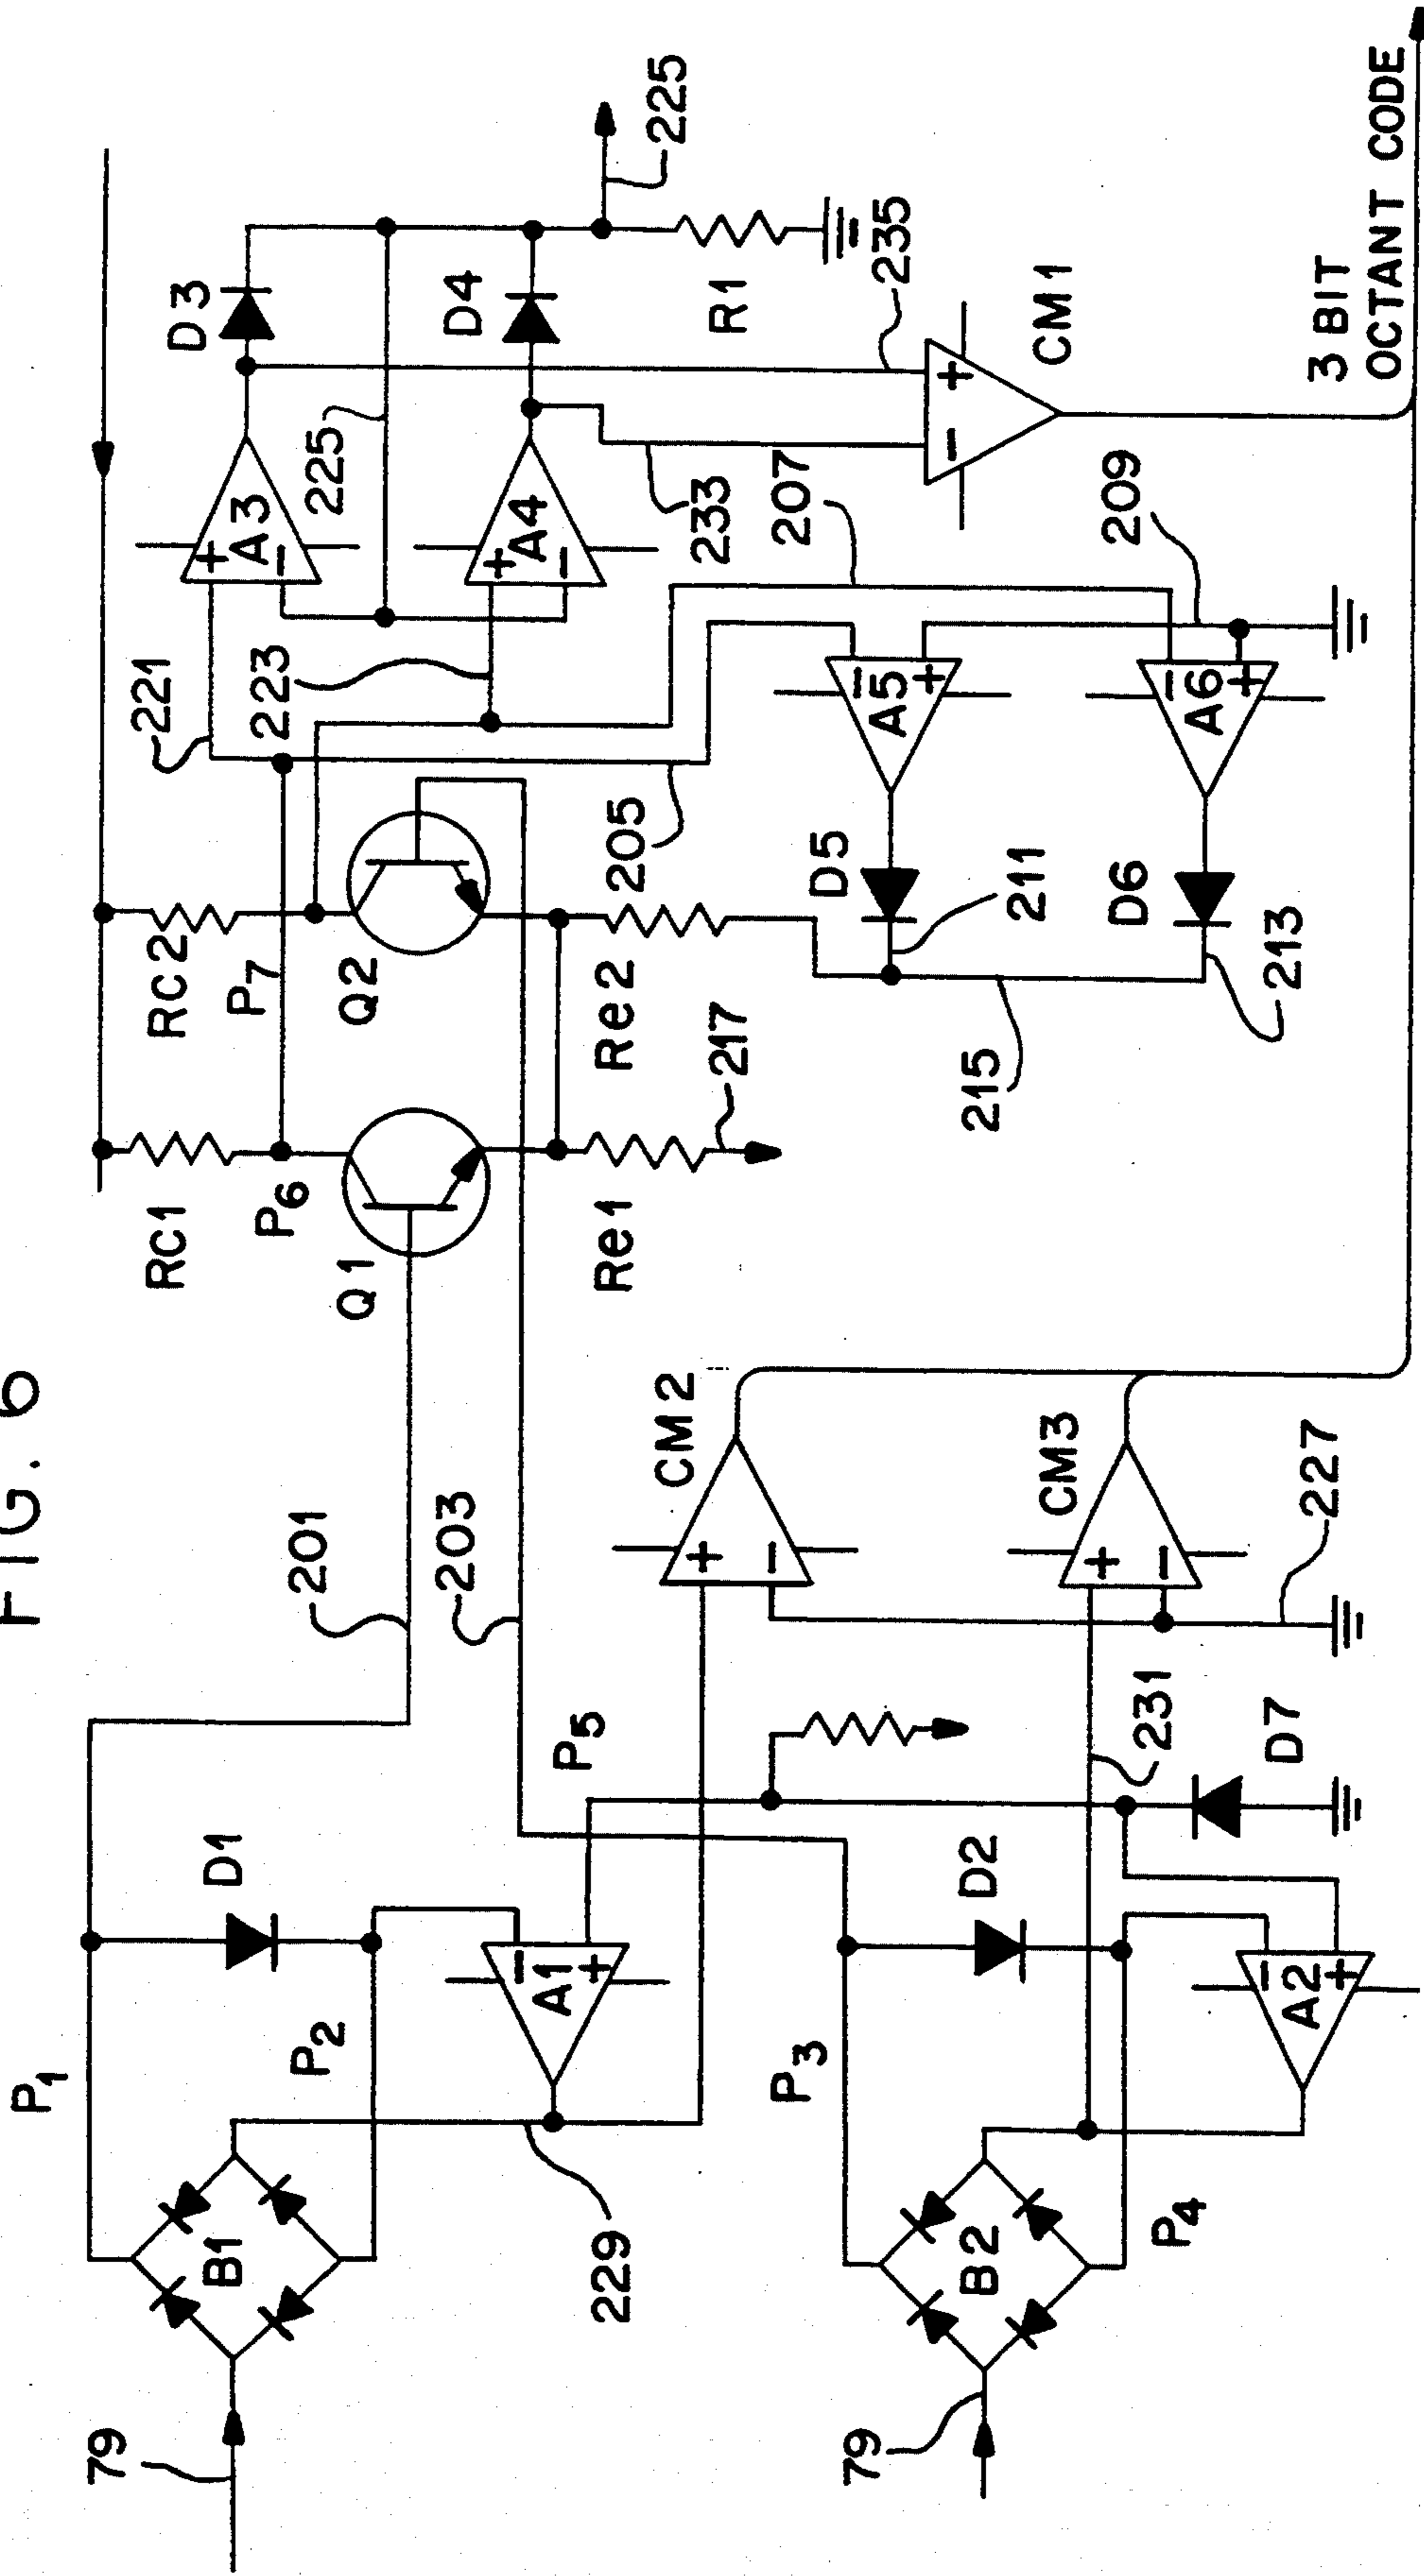 FIG. 6
P1
79
B1
P2
D1
A1
229
201
203
P5
P3
79
B2
P4
D2
A2
231
D7
CM2
CM3
227
RC1
P6
Q1
Re1
217
RC2
P7
Q2
Re2
205
215
211
213
D5
D6
221
223
A3
A4
225
D3
D4
225
R1
233
235
CM1
207
209
A5
A6
3 BIT
OCTANT CODE